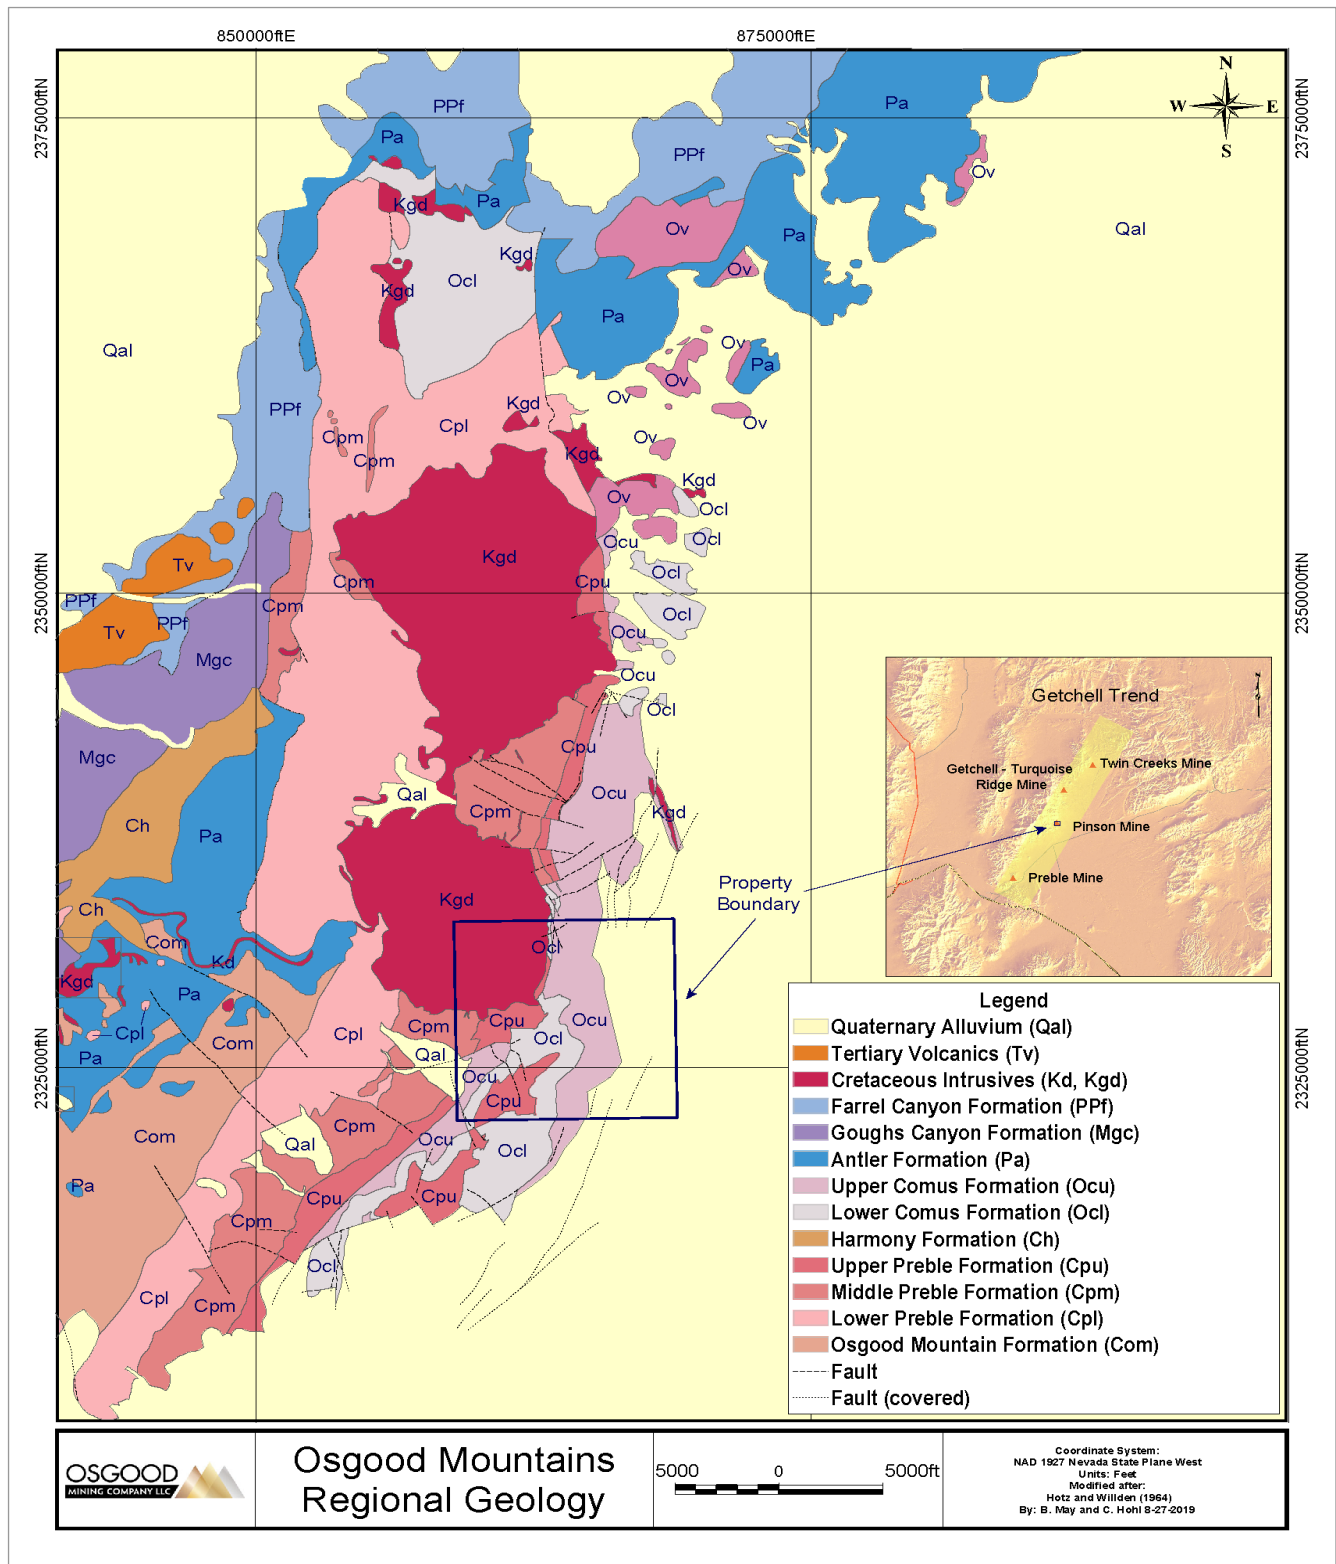 850000ftE
875000ftE
2375000ftN
2375000ftN
N
W E
S
PPf
Pa
Pa
PPf
Ov
Kgd
Pa
Ov
Qal
Pa
Kgd
Ov
Ocl
Kgd
Pa
Qal
Ov
Pa
Ov
Ov
Kgd
PPf
Ov
Cpl
Cpm
Ov
Kgd
Cpm
Kgd
Ov
Ocl
Ocu
Ocl
Kgd
Tv
Ocl
Cpm
Cpu
2350000ftN
2350000ftN
PPf
Cpm
Ocl
PPf
Tv
Ocu
Mgc
Ocu
Ocl
Cpu
Mgc
Qal
Ocu
Cpm
Kgd
Ch
Pa
Kgd
Ch
Com
Ocl
Kd
Kgd
Pa
Cpl
Cpl
Com
Cpm
Cpu
Ocu
Ocl
Pa
Qal
Ocu
Cpu
2325000ftN
2325000ftN
Com
Cpm
Qal
Ocu
Ocl
Pa
Cpu
Cpu
Cpm
Ocl
Cpl
Cpm
Property
Boundary
Getchell Trend
N
Twin Creeks Mine
Getchell - Turquoise
Ridge Mine
Pinson Mine
Preble Mine
Legend
Quaternary Alluvium (Qal)
Tertiary Volcanics (Tv)
Cretaceous Intrusives (Kd, Kgd)
Farrel Canyon Formation (PPf)
Goughs Canyon Formation (Mgc)
Antler Formation (Pa)
Upper Comus Formation (Ocu)
Lower Comus Formation (Ocl)
Harmony Formation (Ch)
Upper Preble Formation (Cpu)
Middle Preble Formation (Cpm)
Lower Preble Formation (Cpl)
Osgood Mountain Formation (Com)
Fault
Fault (covered)
OSGOOD
MINING COMPANY LLC
Osgood Mountains
Regional Geology
5000 0 5000ft
Coordinate System:
NAD 1927 Nevada State Plane West
Units: Feet
Modified after:
Hotz and Willden (1964)
By: B. May and C. Hohl 8-27-2019